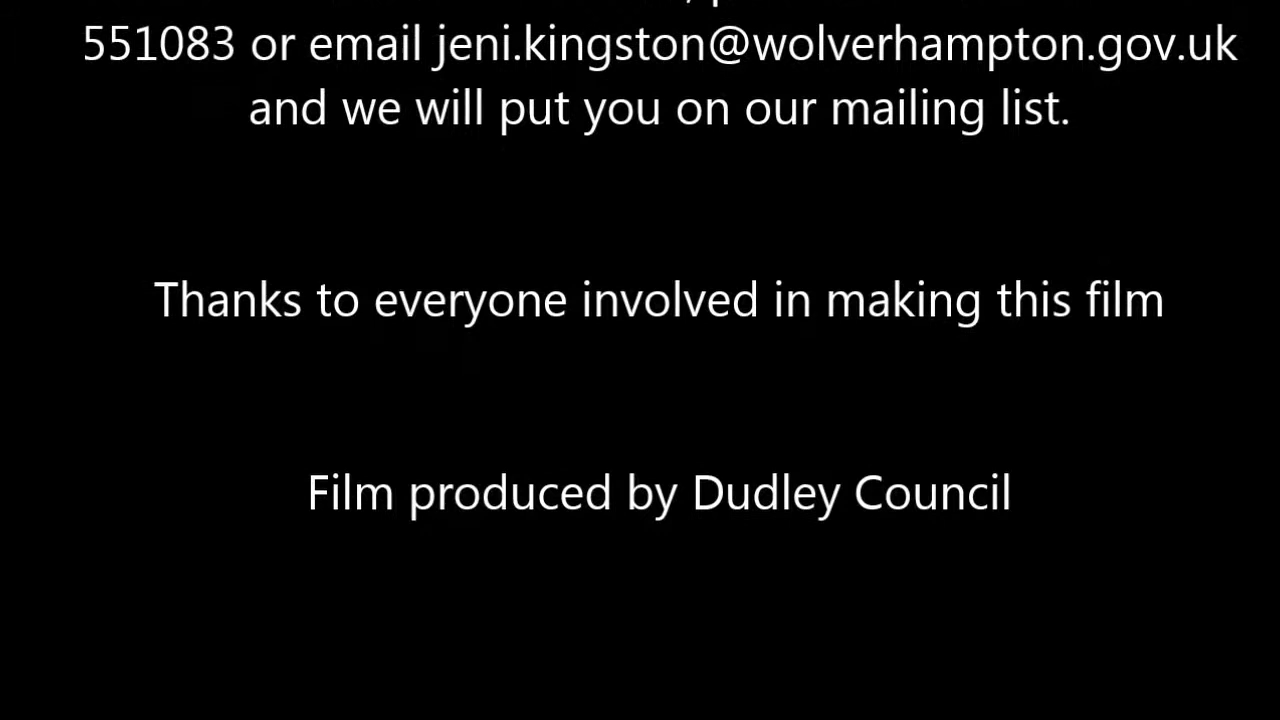 551083 or email jeni.kingston@wolverhampton.gov.uk
and we will put you on our mailing list.
Thanks to everyone involved in making this film
Film produced by Dudley Council